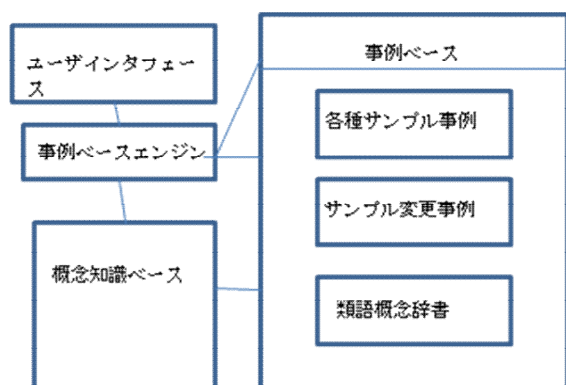 ユーザインタフェー
ス
事例ベースエンジン
概念知識ベース
事例ベース
各種サンプル事例
サンプル変更事例
類語概念辞書